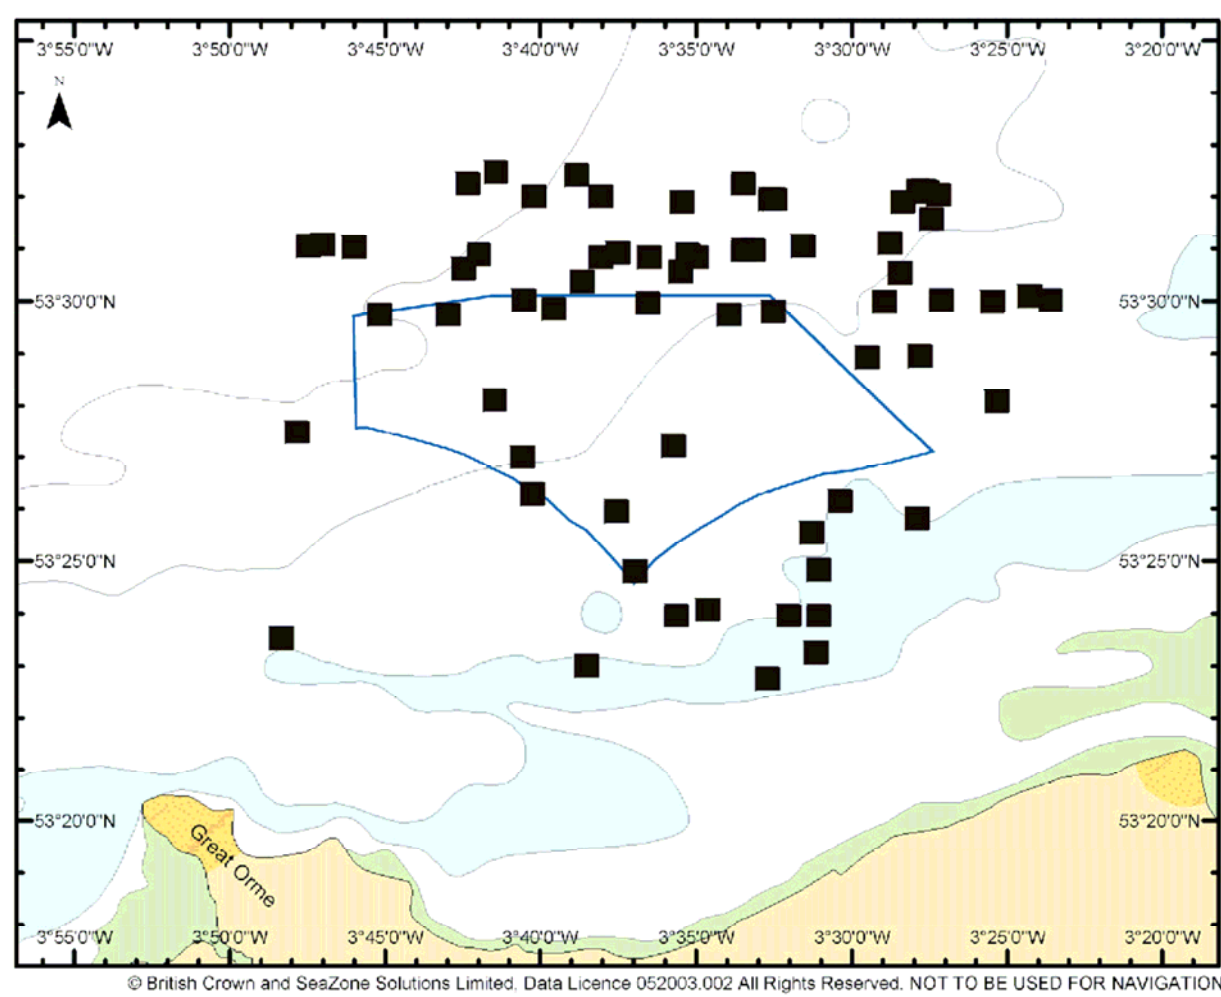 3°55'0"W 3°50'0"W 3°45'0"W 3°40'0"W 3°35'0"W 3°30'0"W 3°25'0"W 3°20'0"W
N
53°30'0"N 53°30'0"N
53°25'0"N 53°25'0"N
53°20'0"N 53°20'0"N
Great Orme
3°55'0"W 3°50'0"W 3°45'0"W 3°40'0"W 3°35'0"W 3°30'0"W 3°25'0"W 3°20'0"W
© British Crown and SeaZone Solutions Limited, Data Licence 052003.002 All Rights Reserved. NOT TO BE USED FOR NAVIGATION